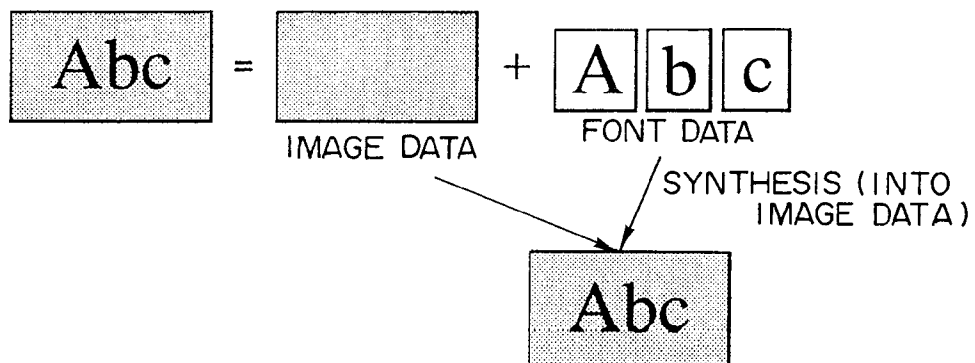 Abc = + A b c
IMAGE DATA
FONT DATA
SYNTHESIS (INTO
IMAGE DATA)
Abc